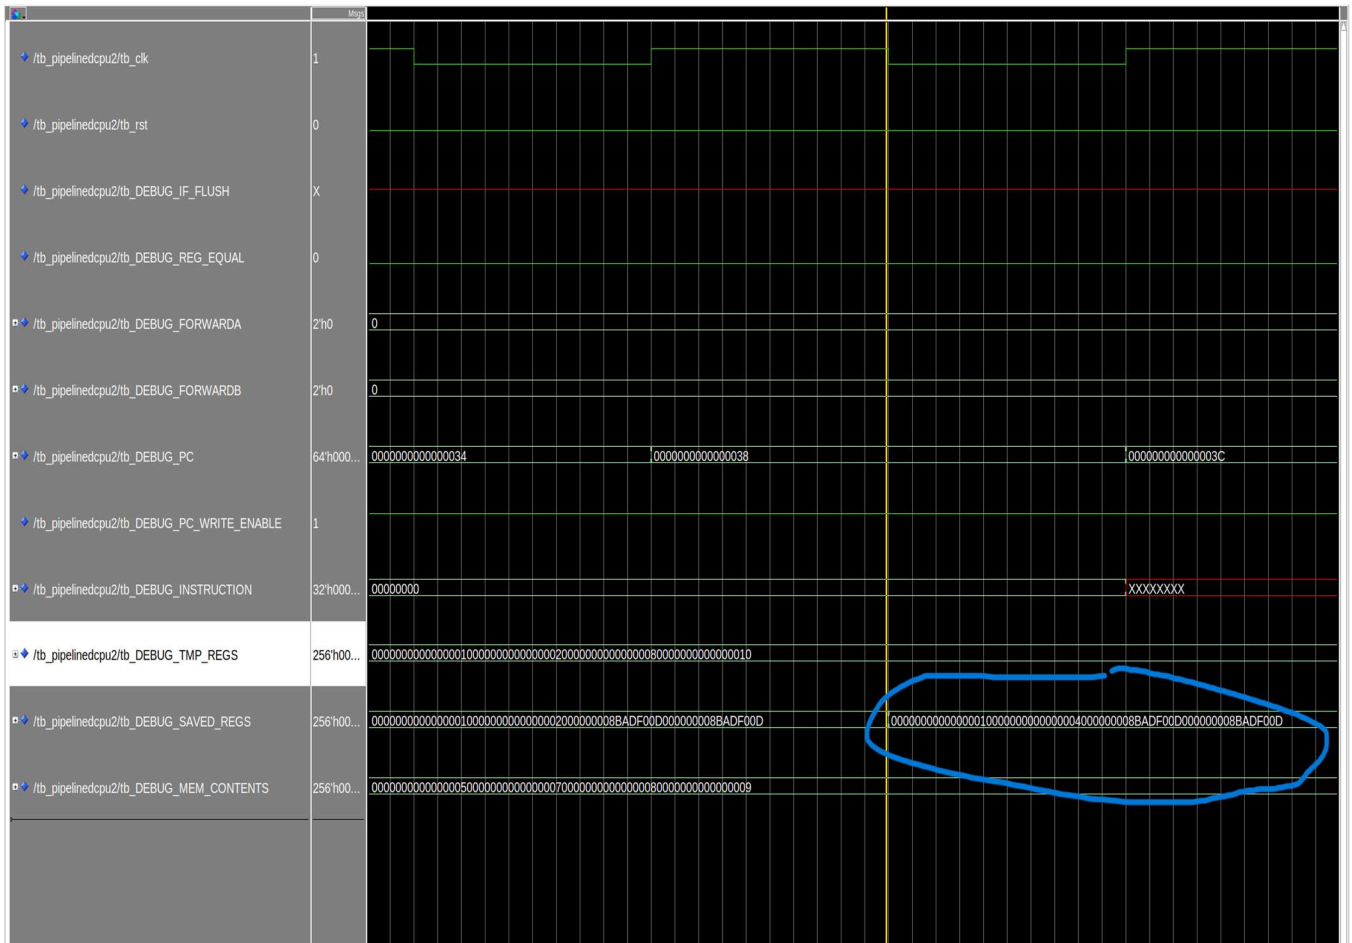 Msgs
/tb_pipelinedcpu2/tb_clk 1
/tb_pipelinedcpu2/tb_rst 0
/tb_pipelinedcpu2/tb_DEBUG_IF_FLUSH X
/tb_pipelinedcpu2/tb_DEBUG_REG_EQUAL 0
/tb_pipelinedcpu2/tb_DEBUG_FORWARDA 2'h0 0
/tb_pipelinedcpu2/tb_DEBUG_FORWARDB 2'h0 0
/tb_pipelinedcpu2/tb_DEBUG_PC 64'h000... 0000000000000034 0000000000000038 000000000000003C
/tb_pipelinedcpu2/tb_DEBUG_PC_WRITE_ENABLE 1
/tb_pipelinedcpu2/tb_DEBUG_INSTRUCTION 32'h000... 00000000 XXXXXXXX
/tb_pipelinedcpu2/tb_DEBUG_TMP_REGS 256'h00... 0000000000000001000000000000000200000000000000080000000000000010
/tb_pipelinedcpu2/tb_DEBUG_SAVED_REGS 256'h00... 00000000000000010000000000000002000000008BADF00D000000008BADF00D 00000000000000010000000000000004000000008BADF00D000000008BADF00D
/tb_pipelinedcpu2/tb_DEBUG_MEM_CONTENTS 256'h00... 0000000000000005000000000000000700000000000000080000000000000009